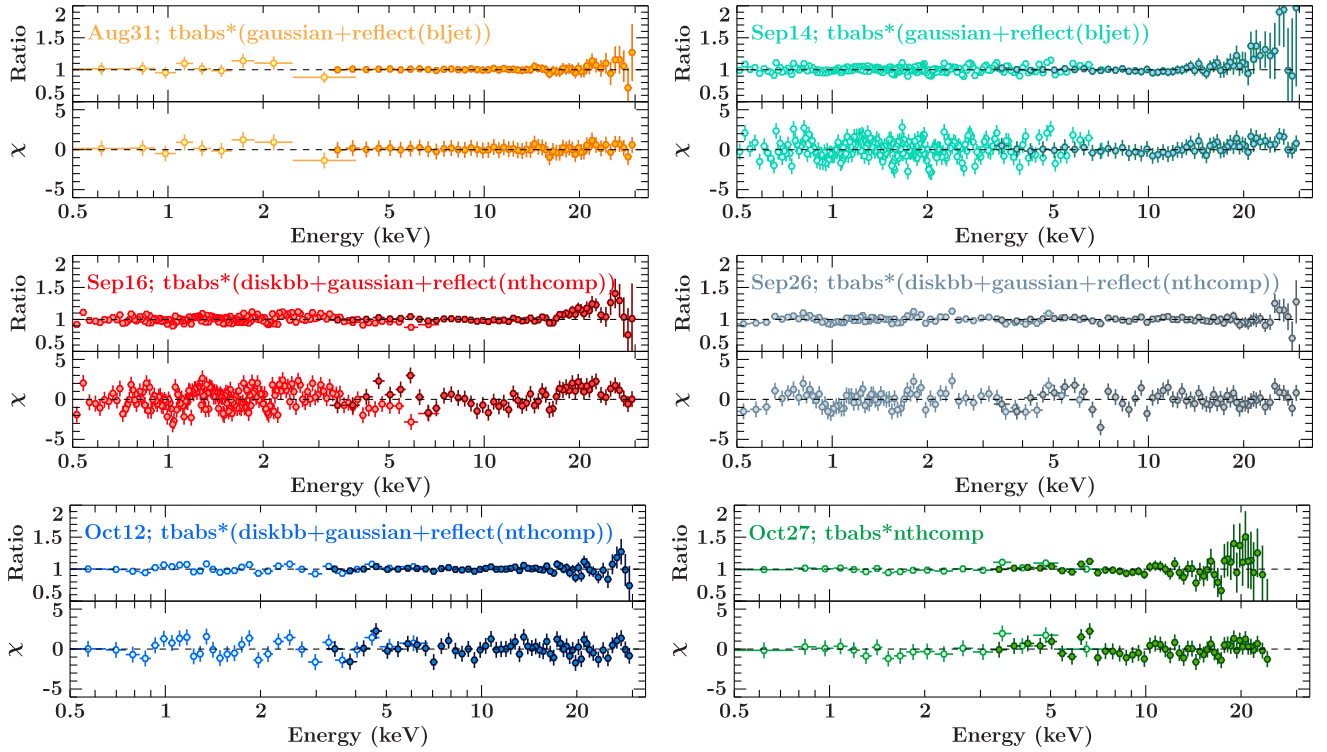 Aug31; tbabs*(gaussian+reflect(bljet))
Ratio
2
1.5
1
0.5
χ
5
0
-5
0.5 1 2 5 10 20
Energy (keV)
Sep14; tbabs*(gaussian+reflect(bljet))
Ratio
2
1.5
1
0.5
χ
5
0
-5
0.5 1 2 5 10 20
Energy (keV)
Sep16; tbabs*(diskbb+gaussian+reflect(nthcomp))
Ratio
2
1.5
1
0.5
χ
5
0
-5
0.5 1 2 5 10 20
Energy (keV)
Sep26; tbabs*(diskbb+gaussian+reflect(nthcomp))
Ratio
2
1.5
1
0.5
χ
5
0
-5
0.5 1 2 5 10 20
Energy (keV)
Oct12; tbabs*(diskbb+gaussian+reflect(nthcomp))
Ratio
2
1.5
1
0.5
χ
5
0
-5
0.5 1 2 5 10 20
Energy (keV)
Oct27; tbabs*nthcomp
Ratio
2
1.5
1
0.5
χ
5
0
-5
0.5 1 2 5 10 20
Energy (keV)